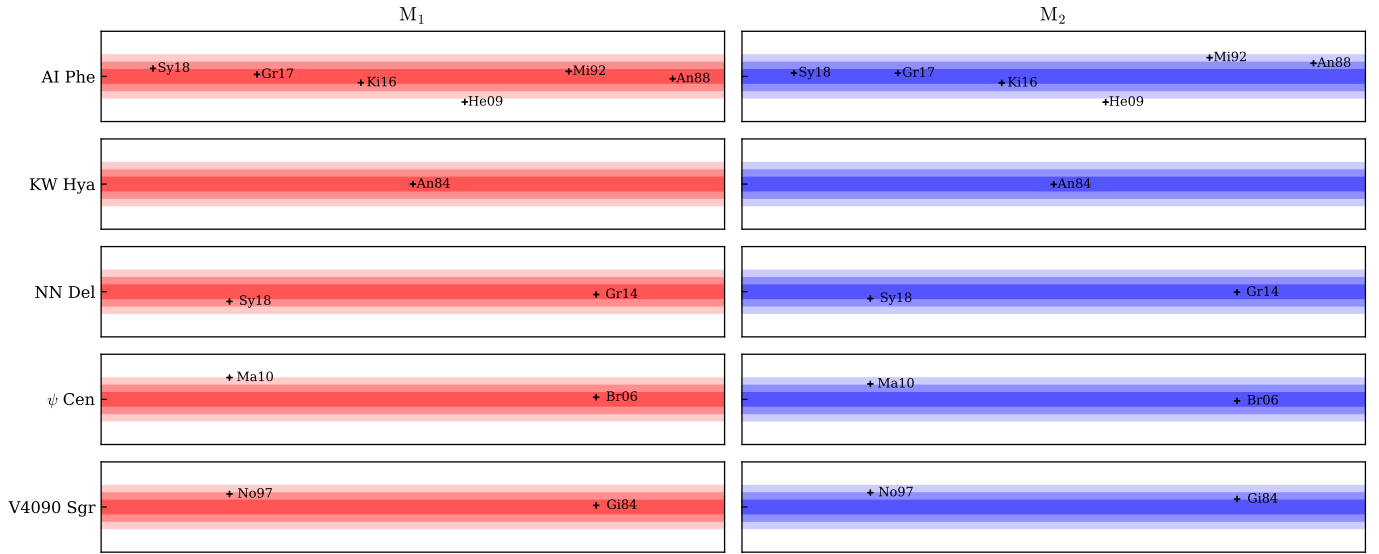 M₁ M₂
AI Phe Sy18 Gr17 Ki16 He09 Mi92 An88 Sy18 Gr17 Ki16 He09 Mi92 An88
KW Hya An84 An84
NN Del Sy18 Gr14 Sy18 Gr14
ψ Cen Ma10 Br06 Ma10 Br06
V4090 Sgr No97 Gi84 No97 Gi84